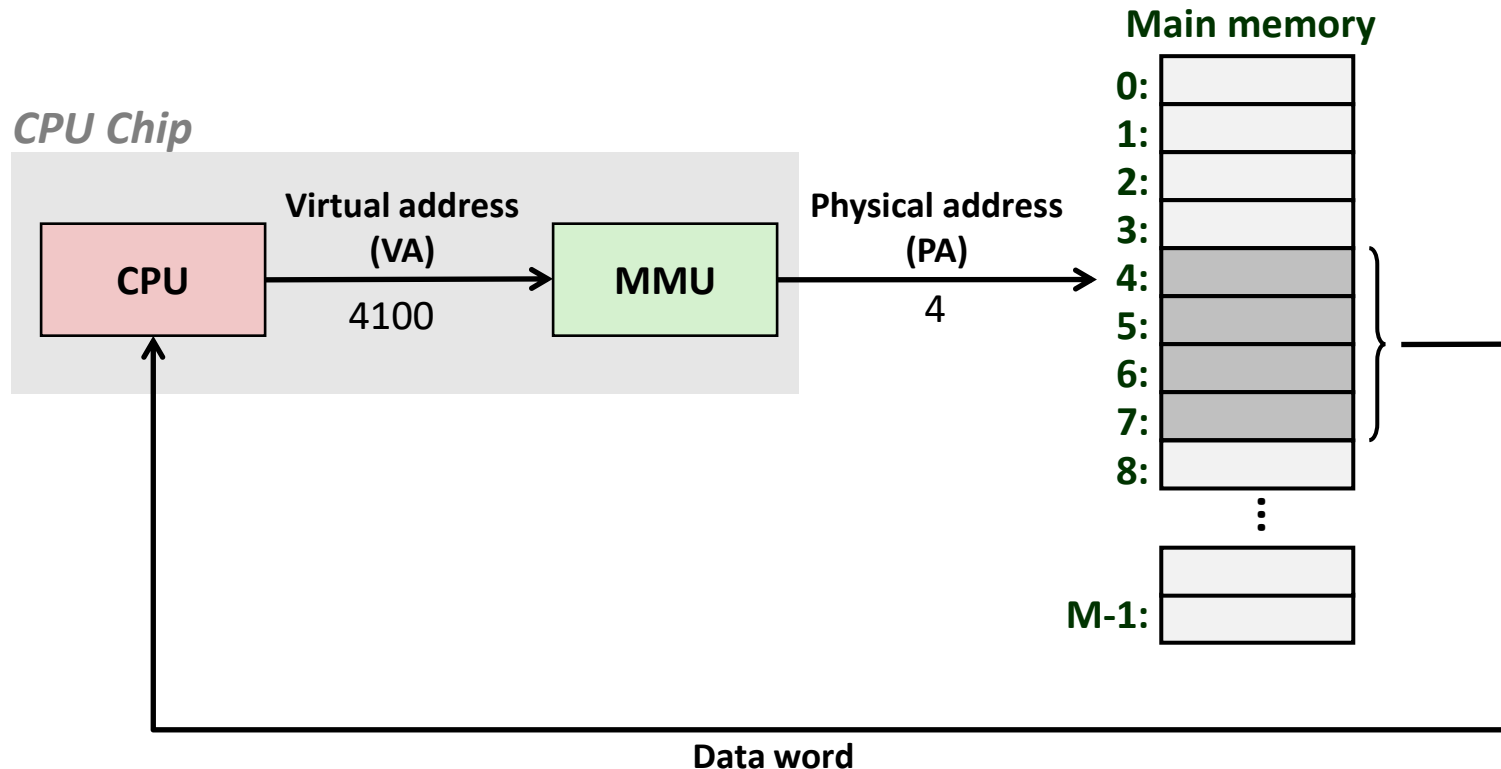 Main memory
CPU Chip
0:
1:
2:
3:
4:
5:
6:
7:
8:
M-1:
Virtual address
(VA)
4100
CPU
MMU
Physical address
(PA)
4
Data word